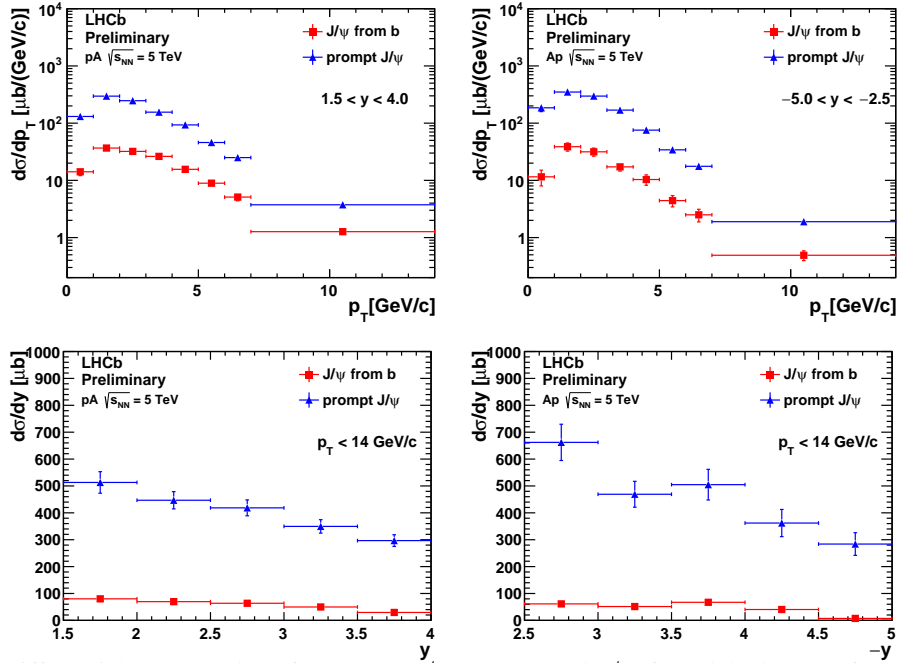 LHCb
Preliminary
pA √s_NN = 5 TeV
J/ψ from b
prompt J/ψ
1.5 < y < 4.0
dσ/dp_T [μb/(GeV/c)]
10^4
10^3
10^2
10
1
0 5 10
p_T[GeV/c]
LHCb
Preliminary
Ap √s_NN = 5 TeV
J/ψ from b
prompt J/ψ
−5.0 < y < −2.5
dσ/dp_T [μb/(GeV/c)]
10^4
10^3
10^2
10
1
0 5 10
p_T[GeV/c]
LHCb
Preliminary
pA √s_NN = 5 TeV
J/ψ from b
prompt J/ψ
p_T < 14 GeV/c
dσ/dy [μb]
1000
900
800
700
600
500
400
300
200
100
0
1.5 2 2.5 3 3.5 4
y
LHCb
Preliminary
Ap √s_NN = 5 TeV
J/ψ from b
prompt J/ψ
p_T < 14 GeV/c
dσ/dy [μb]
1000
900
800
700
600
500
400
300
200
100
0
2.5 3 3.5 4 4.5 5
−y